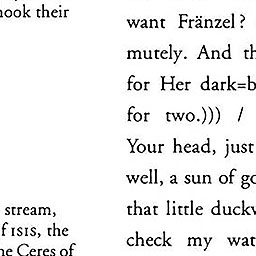 nook their
want Fränzel?
mutely. And th
for Her dark=b
for two.))) /
Your head, just
well, a sun of go
that little duckw
check my wat
stream,
f ISIS, the
he Ceres of